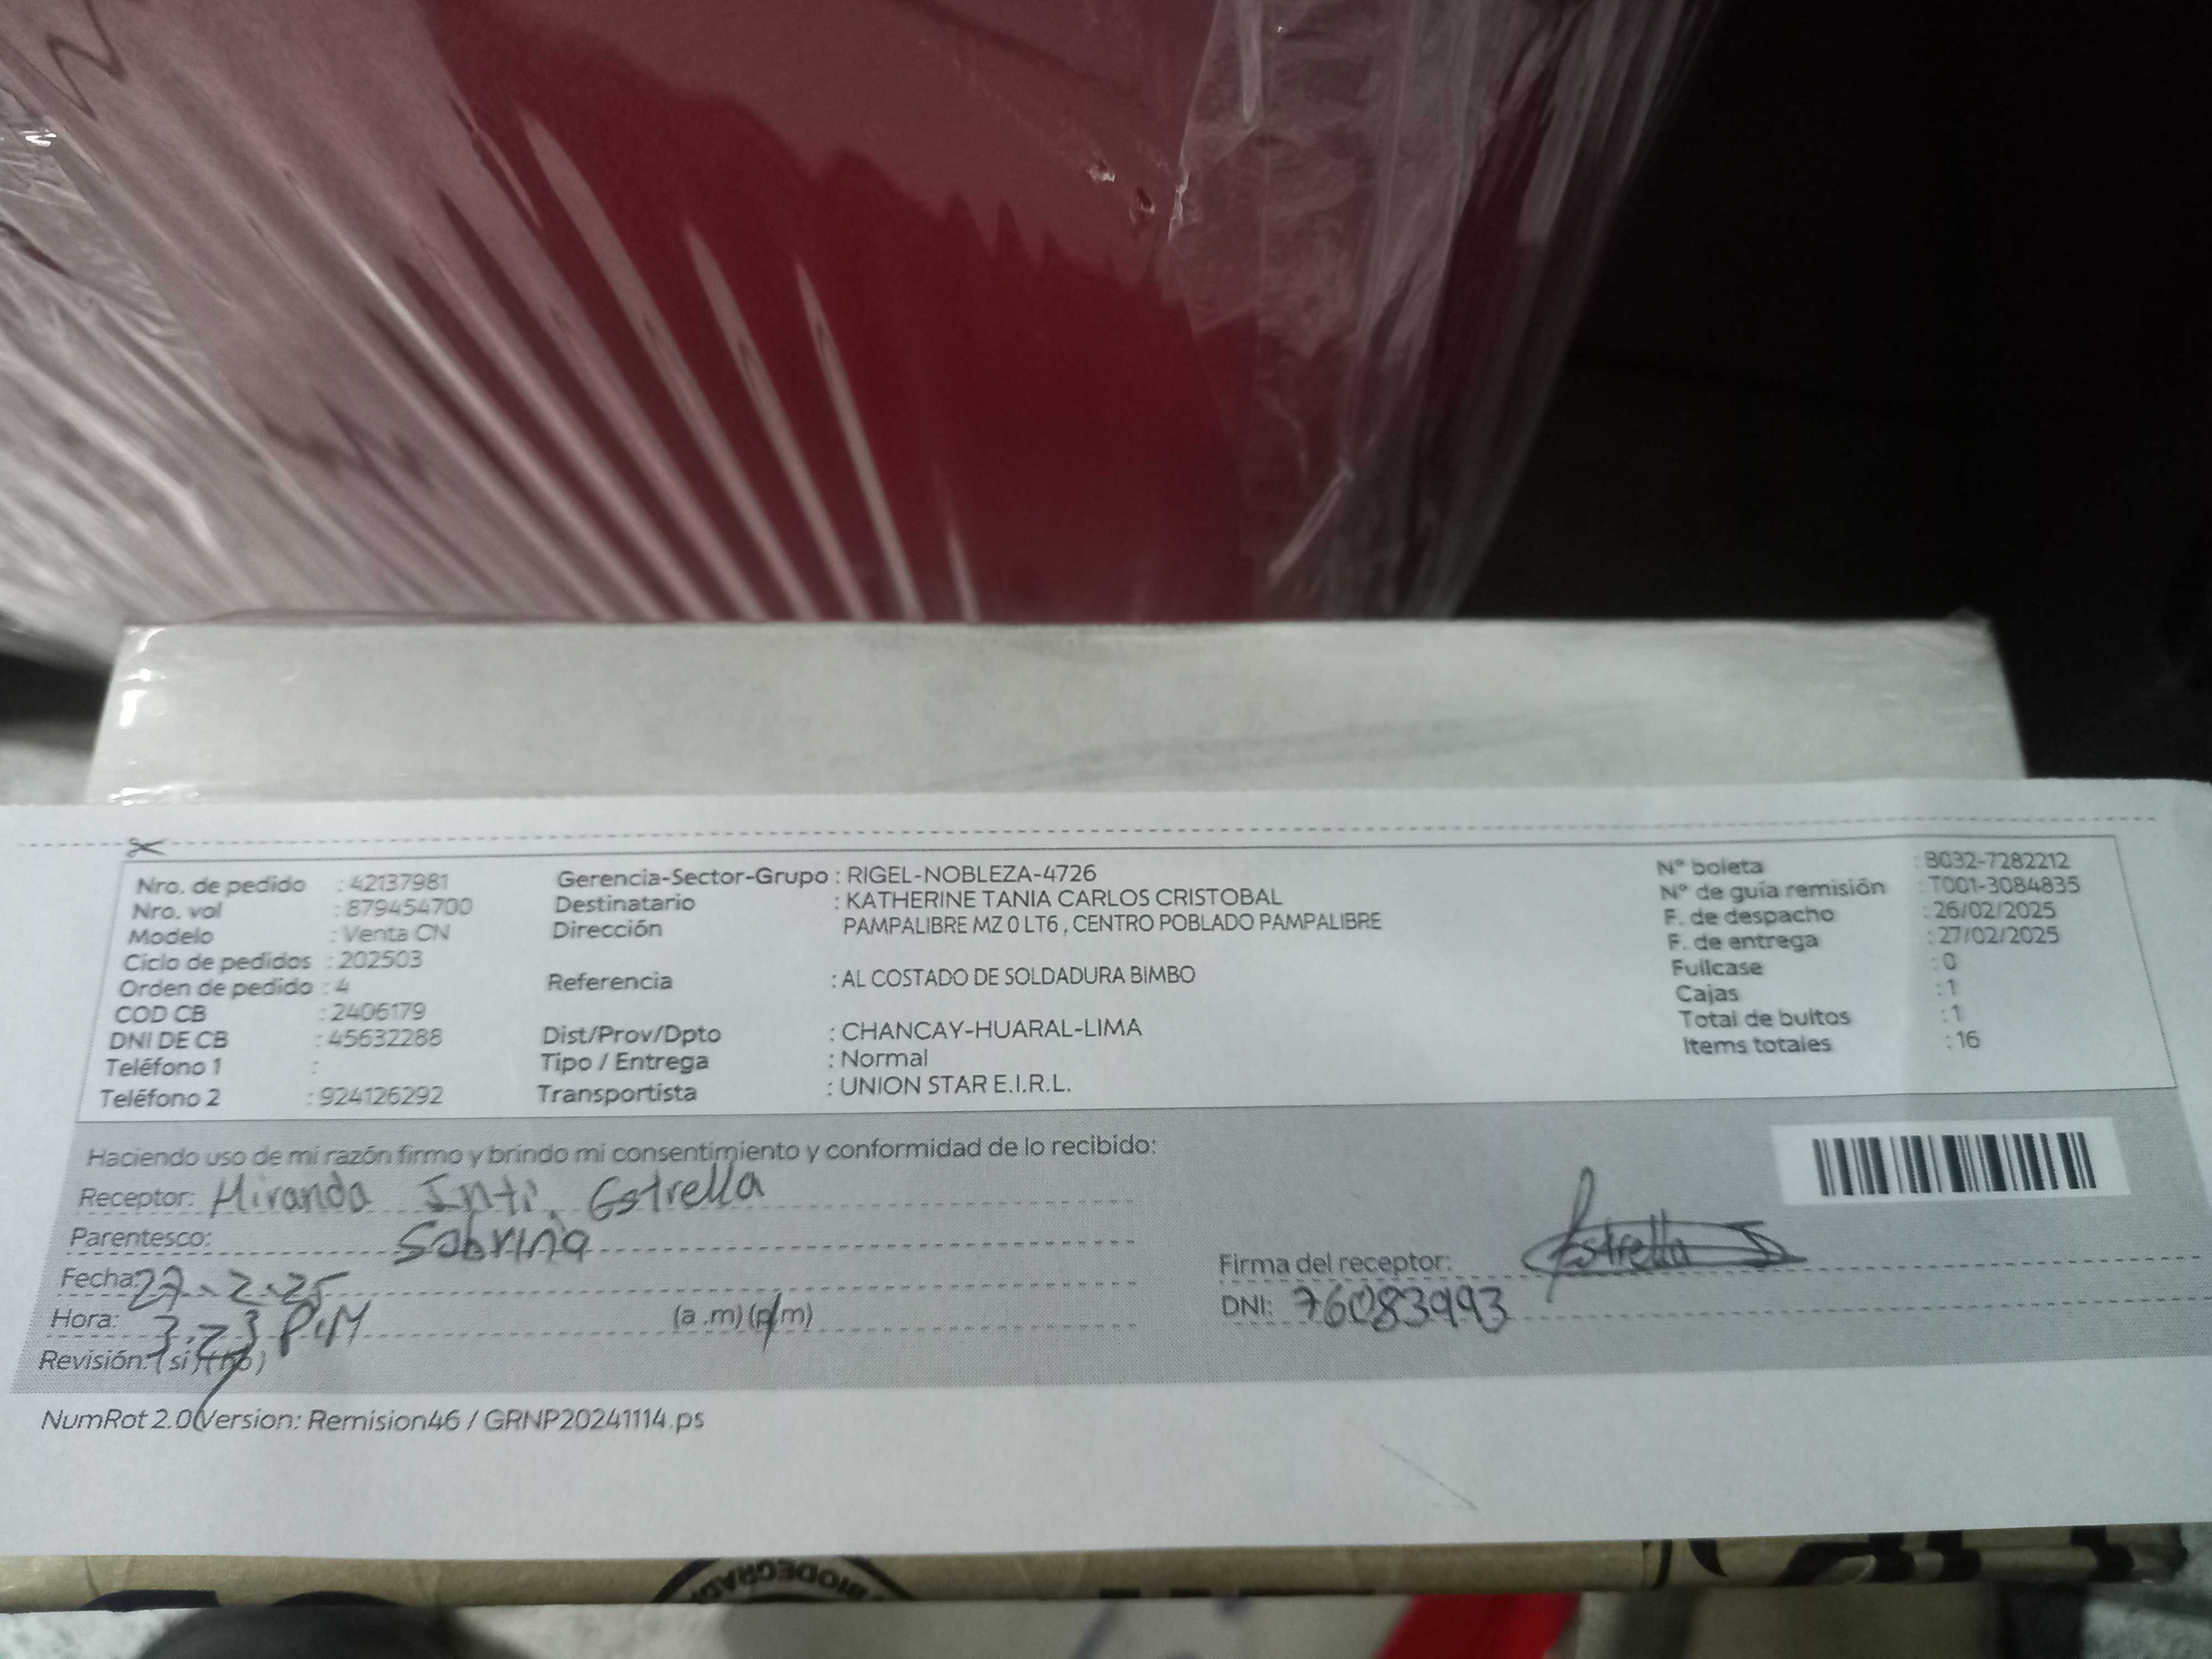 Nro. de pedido : 42137981
Nro. vol : 879454700
Modelo : Venta CN
Ciclo de pedidos : 202503
Orden de pedido : 4
COD CB : 2406179
DNI DE CB : 45632288
Teléfono 1 :
Teléfono 2 : 924126292
Gerencia-Sector-Grupo : RIGEL-NOBLEZA-4726
Destinatario : KATHERINE TANIA CARLOS CRISTOBAL
Dirección PAMPALIBRE MZ 0 LT6 , CENTRO POBLADO PAMPALIBRE
Referencia : AL COSTADO DE SOLDADURA BIMBO
Dist/Prov/Dpto : CHANCAY-HUARAL-LIMA
Tipo / Entrega : Normal
Transportista : UNION STAR E.I.R.L.
N° boleta : B032-7282212
N° de guía remisión : T001-3084835
F. de despacho : 26/02/2025
F. de entrega : 27/02/2025
Fullcase : 0
Cajas : 1
Total de bultos : 1
Items totales : 16
Haciendo uso de mi razón firmo y brindo mi consentimiento y conformidad de lo recibido:
Receptor: Miranda Inti. Estrella
Parentesco: Sabrina
Fecha: 27-2-25
Hora: 3:23 P.M (a .m) (p/m)
Revisión: (si) (no)
Firma del receptor: Estrella
DNI: 76083993
NumRot 2.0 Version: Remision46 / GRNP20241114.ps